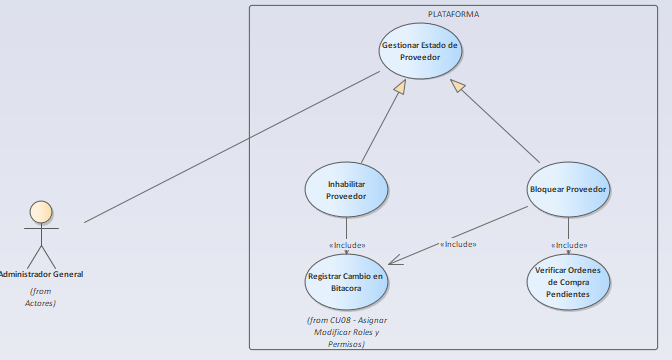 PLATAFORMA
Gestionar Estado de
Proveedor
Inhabilitar
Proveedor
Bloquear Proveedor
«Include»
«Include»
«Include»
Administrador General
(from
Actores)
Registrar Cambio en
Bitacora
Verificar Ordenes
de Compra
Pendientes
(from CU08 - Asignar
Modificar Roles y
Permisos)